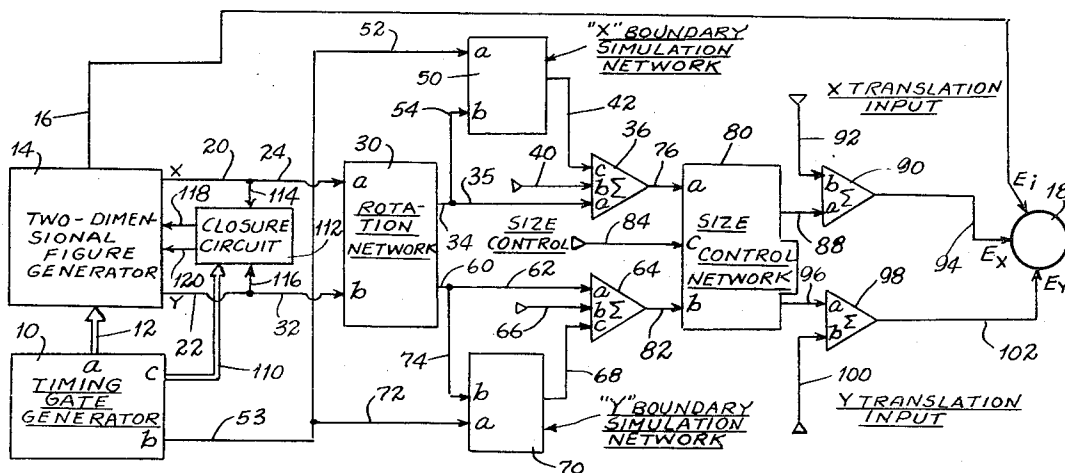 52
a
50
b
54
"X" BOUNDARY
SIMULATION
NETWORK
X TRANSLATION
INPUT
16
42
92
14
20
24
30
36
76
80
90
18
X
118
114
a
35
40
c
b
a
Σ
a
b
a
Σ
Ei
TWO-DIMEN-
SIONAL
FIGURE
GENERATOR
CLOSURE
CIRCUIT
112
ROTA-
TION
NETWORK
34
SIZE
CONTROL
84
c
SIZE
CONTROL
NETWORK
88
94
EX
120
116
Y
22
32
b
60
62
64
a
b
c
Σ
66
82
b
96
98
a
b
Σ
EY
10
12
a
c
TIMING
GATE
GENERATOR
b
110
53
74
72
b
a
68
70
"Y" BOUNDARY
SIMULATION
NETWORK
100
102
Y TRANSLATION
INPUT